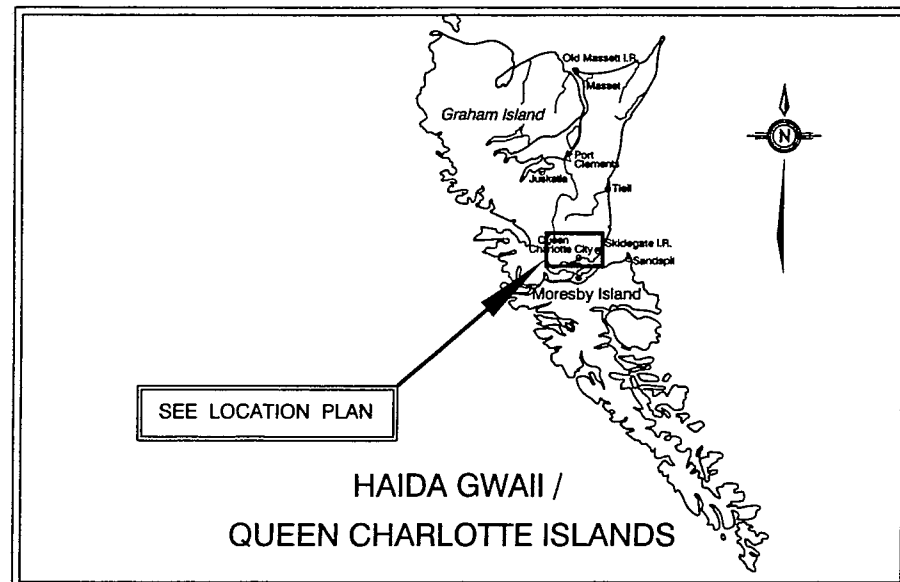 Old Massett I.R.
Masset
Graham Island
Port
Clements
Juskatla
Tlell
N
Queen
Charlotte City
Skidegate I.R.
Sandspit
Moresby Island
SEE LOCATION PLAN
HAIDA GWAII /
QUEEN CHARLOTTE ISLANDS